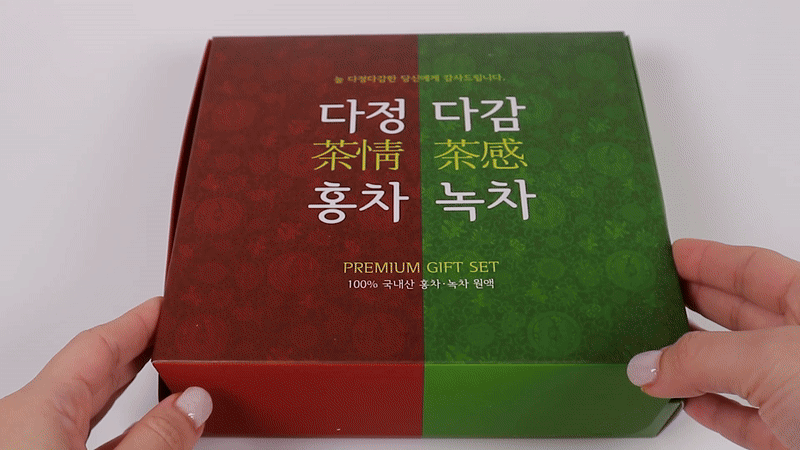 늘 다정다감한 당신에게 감사드립니다.
다정 다감
茶情 茶感
홍차 녹차
PREMIUM GIFT SET
100% 국내산 홍차·녹차 원액